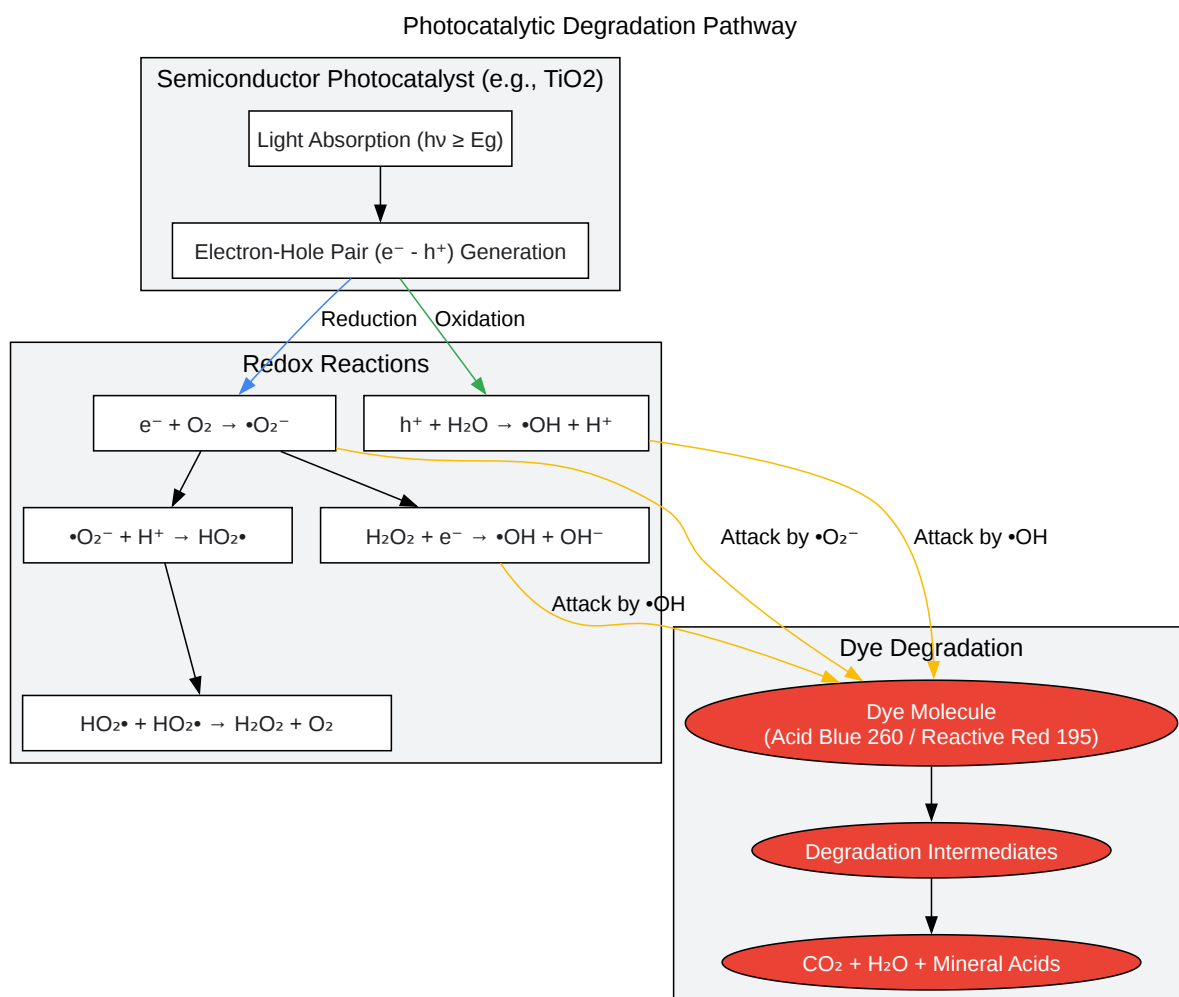 Photocatalytic Degradation Pathway
Semiconductor Photocatalyst (e.g., TiO2)
Light Absorption (hν ≥ Eg)
Electron-Hole Pair (e⁻ - h⁺) Generation
Reduction
Oxidation
Redox Reactions
e⁻ + O₂ → •O₂⁻
h⁺ + H₂O → •OH + H⁺
•O₂⁻ + H⁺ → HO₂•
H₂O₂ + e⁻ → •OH + OH⁻
Attack by •O₂⁻
Attack by •OH
Attack by •OH
HO₂• + HO₂• → H₂O₂ + O₂
Dye Degradation
Dye Molecule
(Acid Blue 260 / Reactive Red 195)
Degradation Intermediates
CO₂ + H₂O + Mineral Acids